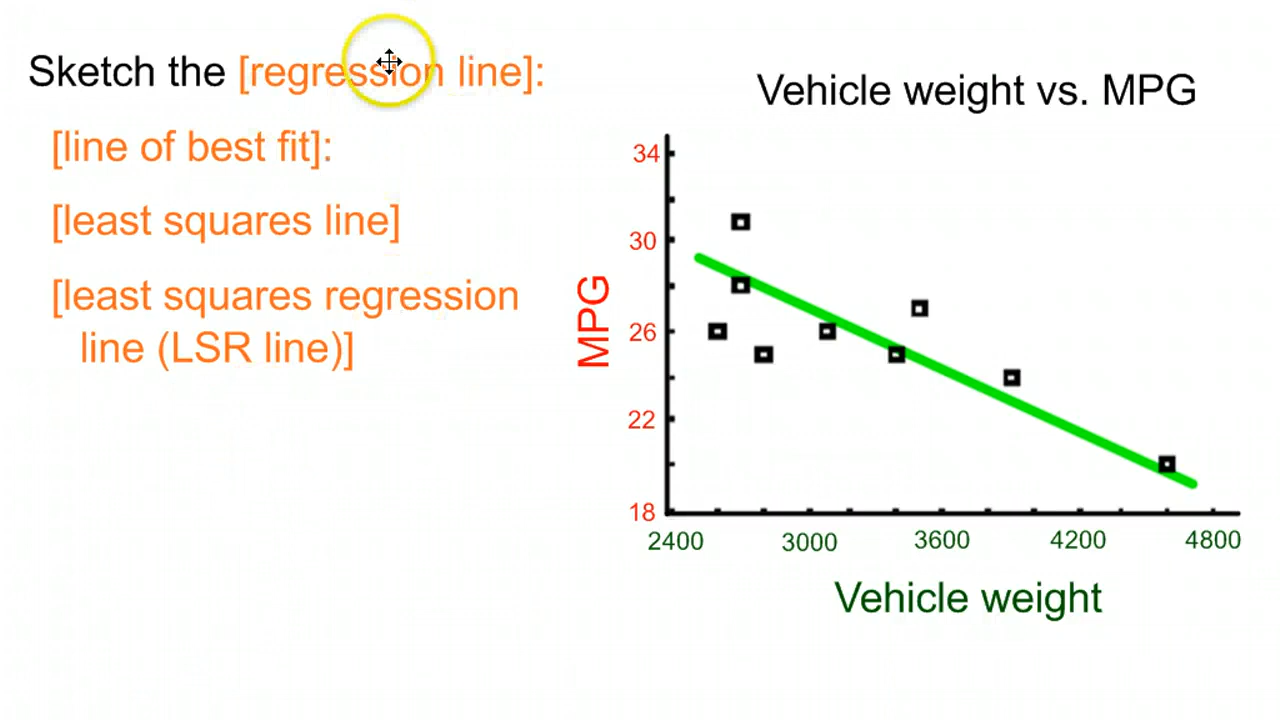 Sketch the [regression line]:
[line of best fit]:
[least squares line]
[least squares regression
line (LSR line)]
Vehicle weight vs. MPG
MPG
34
30
26
22
18
2400 3000 3600 4200 4800
Vehicle weight